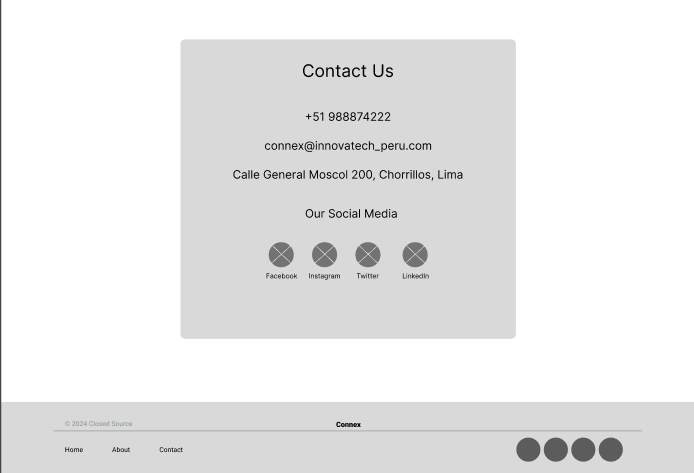 Contact Us
+51 988874222
connex@innovatech_peru.com
Calle General Moscol 200, Chorrillos, Lima
Our Social Media
Facebook Instagram Twitter LinkedIn
© 2024 Closed Source Connex
Home About Contact